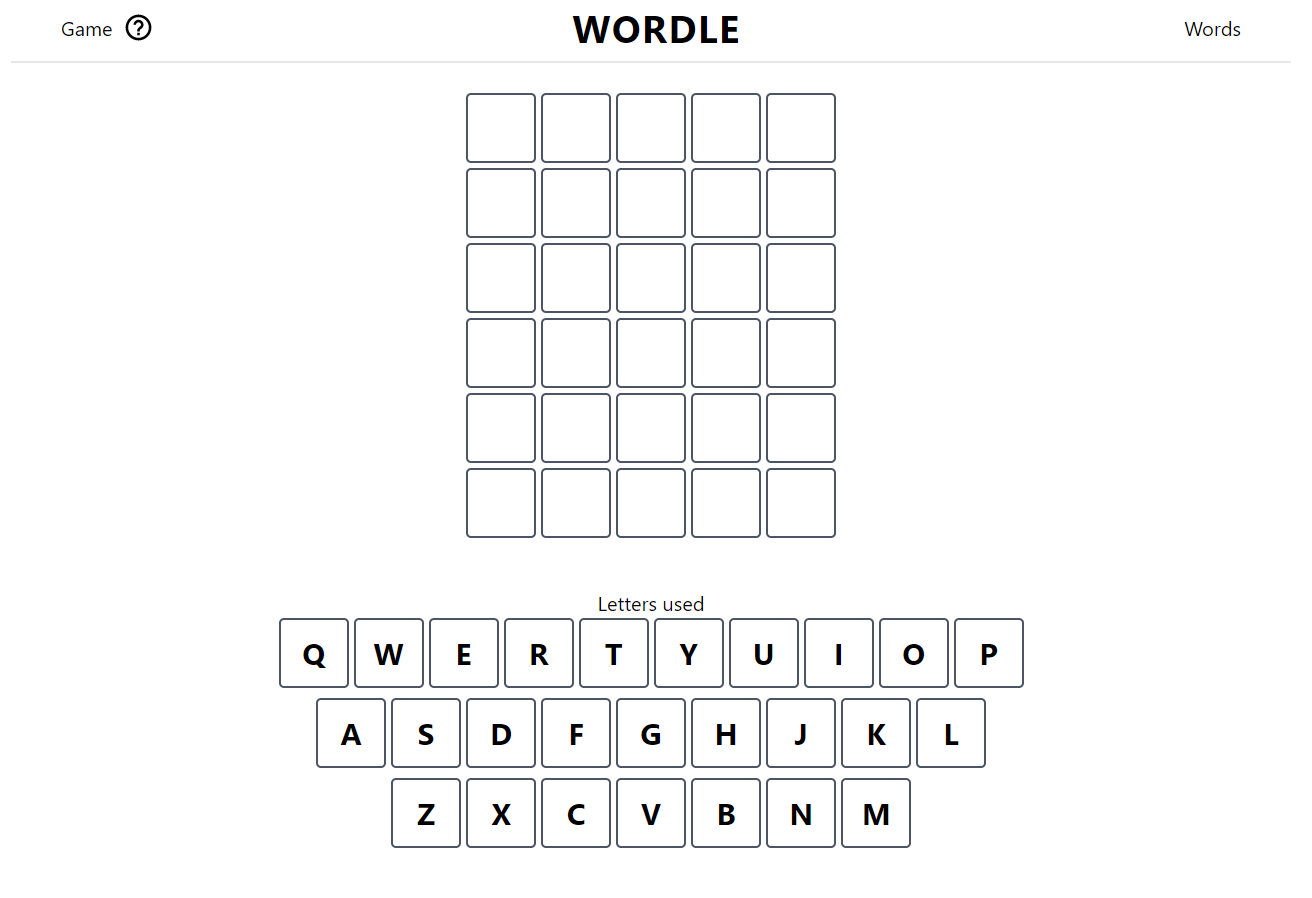 Game ? WORDLE Words
Letters used
Q W E R T Y U I O P
A S D F G H J K L
Z X C V B N M